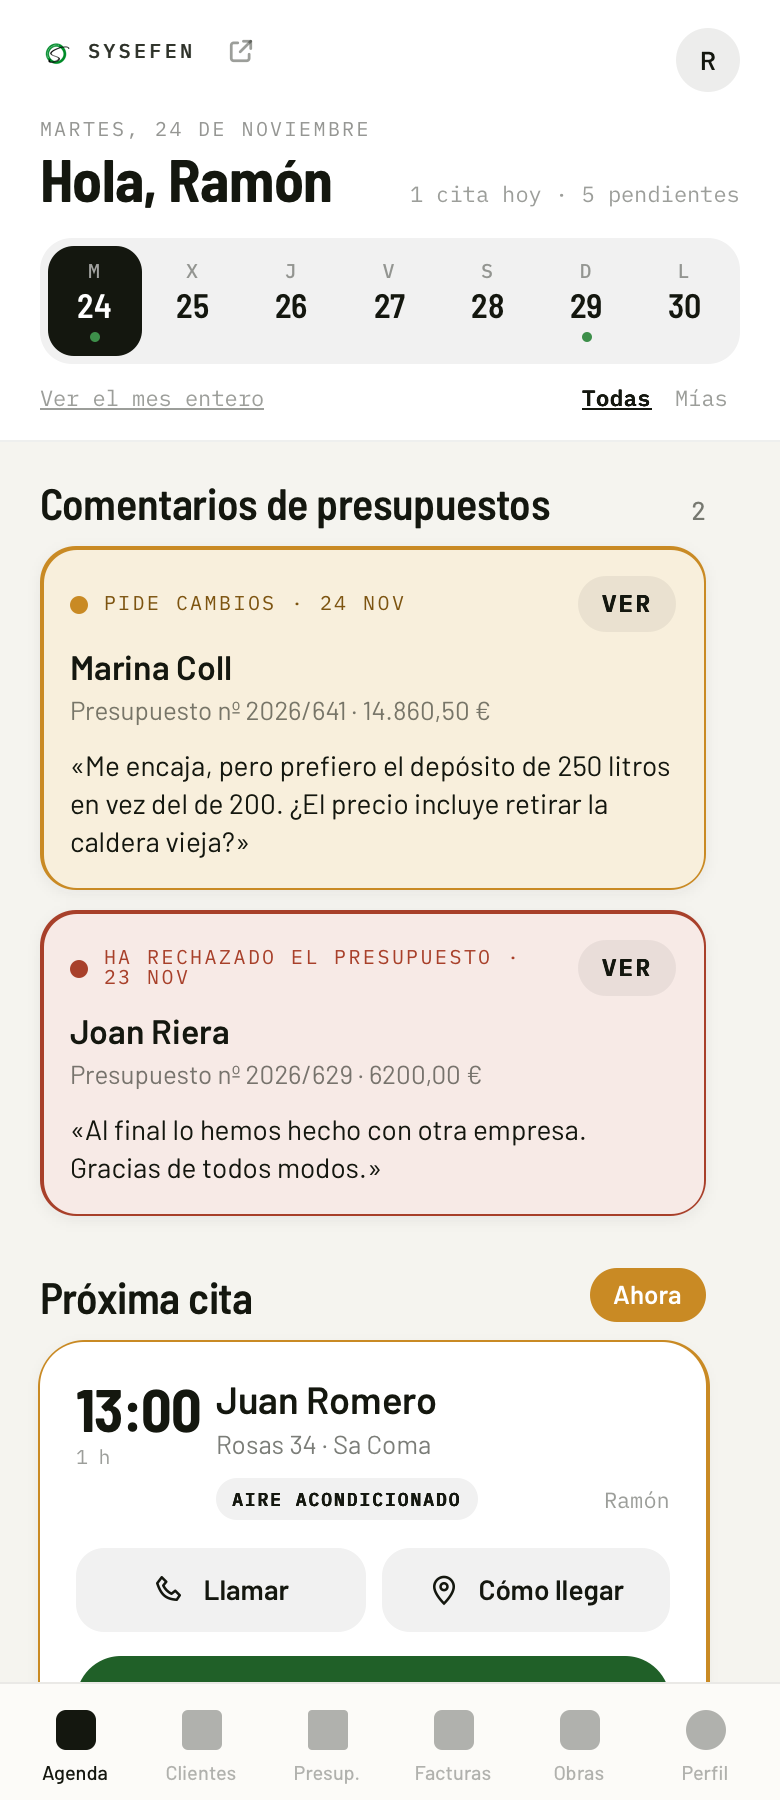 SYSEFEN
R
MARTES, 24 DE NOVIEMBRE
Hola, Ramón
1 cita hoy · 5 pendientes
M X J V S D L
24 25 26 27 28 29 30
Ver el mes entero
Todas Mías
Comentarios de presupuestos
2
PIDE CAMBIOS · 24 NOV
VER
Marina Coll
Presupuesto nº 2026/641 · 14.860,50 €
«Me encaja, pero prefiero el depósito de 250 litros
en vez del de 200. ¿El precio incluye retirar la
caldera vieja?»
HA RECHAZADO EL PRESUPUESTO ·
23 NOV
VER
Joan Riera
Presupuesto nº 2026/629 · 6200,00 €
«Al final lo hemos hecho con otra empresa.
Gracias de todos modos.»
Próxima cita
Ahora
13:00
1 h
Juan Romero
Rosas 34 · Sa Coma
AIRE ACONDICIONADO
Ramón
Llamar
Cómo llegar
Agenda
Clientes
Presup.
Facturas
Obras
Perfil